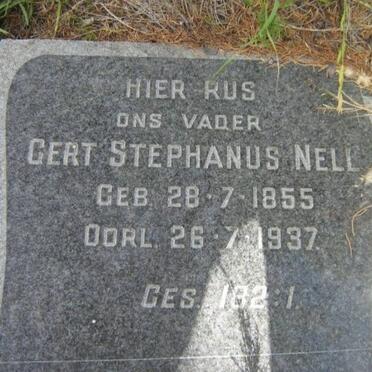 HIER RUS
ONS VADER
GERT STEPHANUS NELL
GEB. 28·7·1855
OORL. 26·7·1937.
GES. 182:1.